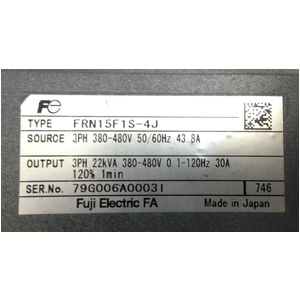 Fe
TYPE FRN15F1S-4J
SOURCE 3PH 380-480V 50/60Hz 43.8A
OUTPUT 3PH 22kVA 380-480V 0.1-120Hz 30A
120% 1min
SER.No. 79G006A0003I 746
Fuji Electric FA Made in Japan